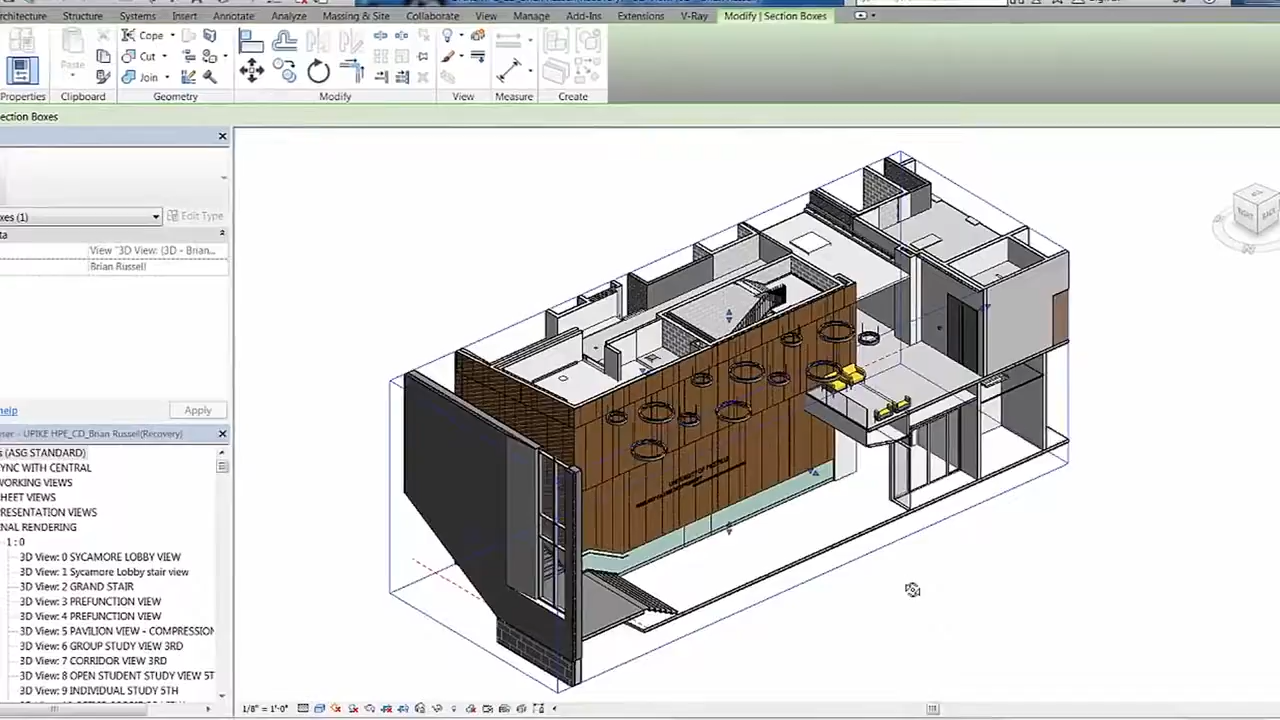 rchitecture Structure Systems Insert Annotate Analyze Massing & Site Collaborate View Manage Add-Ins Extensions V-Ray Modify | Section Boxes
Cope
Paste Cut
Join
Properties Clipboard Geometry Modify View Measure Create
ection Boxes
xes (1) Edit Type
ta
View "3D View: (3D - Brian...
Brian Russell
help Apply
ser - UPIKE HPE_CD_Brian Russell(Recovery)
s (ASG STANDARD)
YNC WITH CENTRAL
WORKING VIEWS
HEET VIEWS
RESENTATION VIEWS
INAL RENDERING
1 : 0
3D View: 0 SYCAMORE LOBBY VIEW
3D View: 1 Sycamore Lobby stair view
3D View: 2 GRAND STAIR
3D View: 3 PREFUNCTION VIEW
3D View: 4 PREFUNCTION VIEW
3D View: 5 PAVILION VIEW - COMPRESSION
3D View: 6 GROUP STUDY VIEW 3RD
3D View: 7 CORRIDOR VIEW 3RD
3D View: 8 OPEN STUDENT STUDY VIEW 5T
3D View: 9 INDIVIDUAL STUDY 5TH
1/8" = 1'-0"